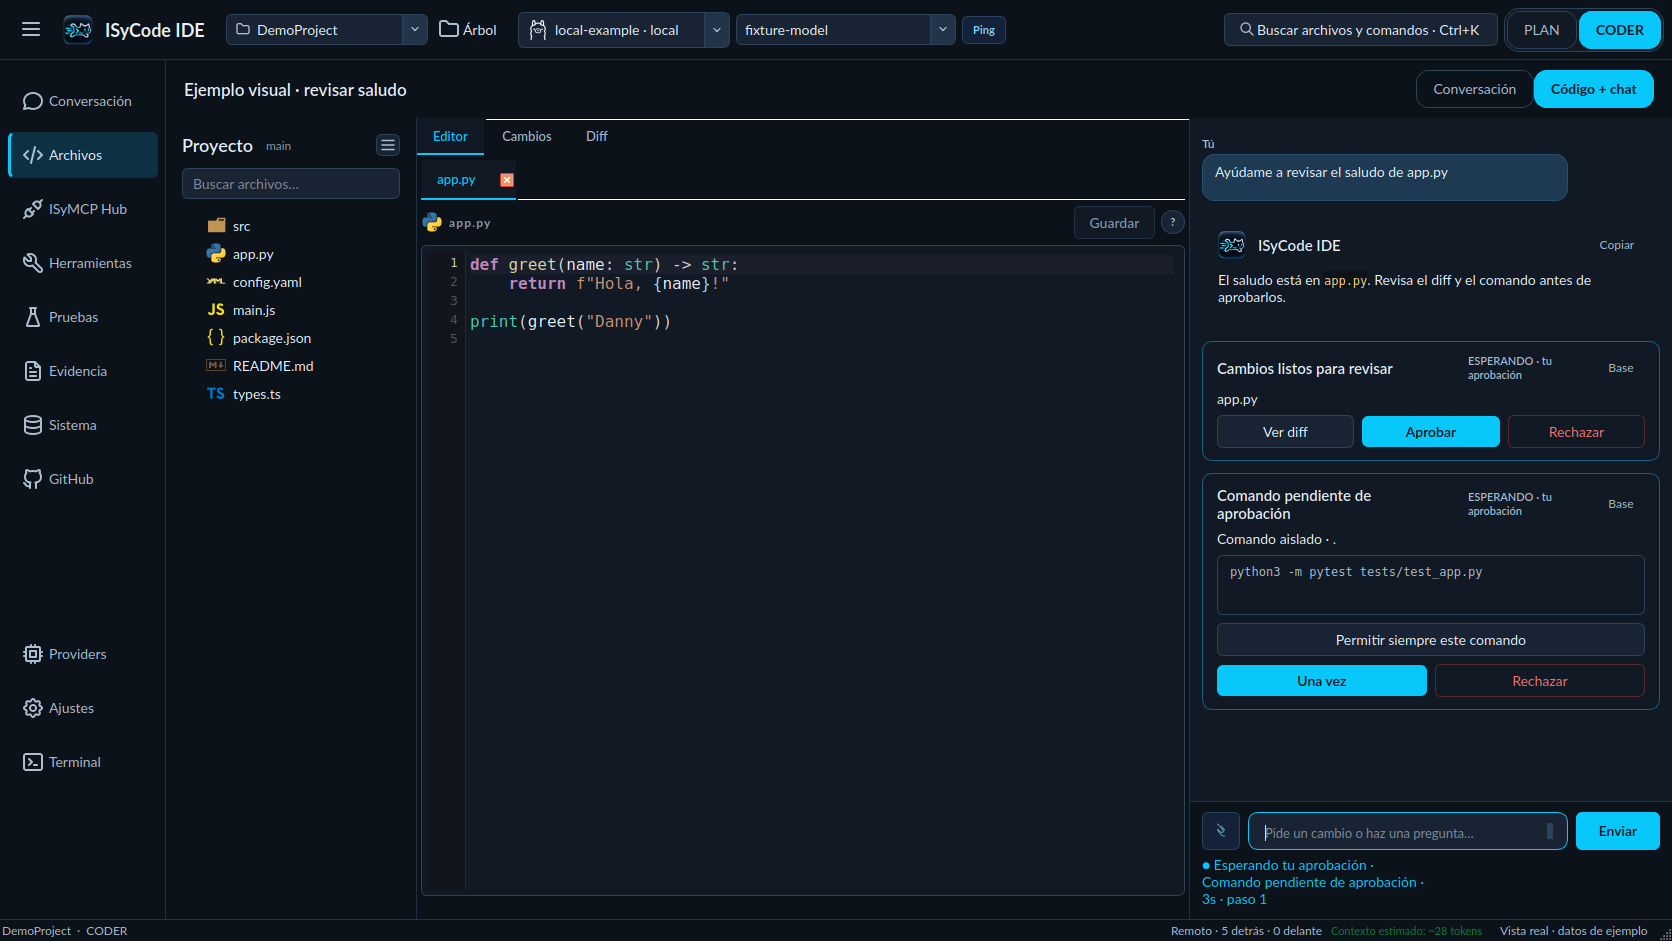 ISyCode IDE
DemoProject
Árbol
local-example · local
fixture-model
Ping
Buscar archivos y comandos · Ctrl+K
PLAN
CODER
Conversación
Archivos
ISyMCP Hub
Herramientas
Pruebas
Evidencia
Sistema
GitHub
Providers
Ajustes
Terminal
Ejemplo visual · revisar saludo
Conversación
Código + chat
Proyecto main
Buscar archivos...
src
app.py
config.yaml
JS main.js
{ } package.json
M↓ README.md
TS types.ts
Editor
Cambios
Diff
app.py
app.py
Guardar
?
1 def greet(name: str) -> str:
2 return f"Hola, {name}!"
3
4 print(greet("Danny"))
5
Tú
Ayúdame a revisar el saludo de app.py
ISyCode IDE
Copiar
El saludo está en app.py. Revisa el diff y el comando antes de
aprobarlos.
Cambios listos para revisar
ESPERANDO · tu
aprobación
Base
app.py
Ver diff
Aprobar
Rechazar
Comando pendiente de
aprobación
ESPERANDO · tu
aprobación
Base
Comando aislado · .
python3 -m pytest tests/test_app.py
Permitir siempre este comando
Una vez
Rechazar
Pide un cambio o haz una pregunta...
Enviar
● Esperando tu aprobación ·
Comando pendiente de aprobación ·
3s · paso 1
DemoProject · CODER
Remoto · 5 detrás · 0 delante
Contexto estimado: ~28 tokens
Vista real · datos de ejemplo